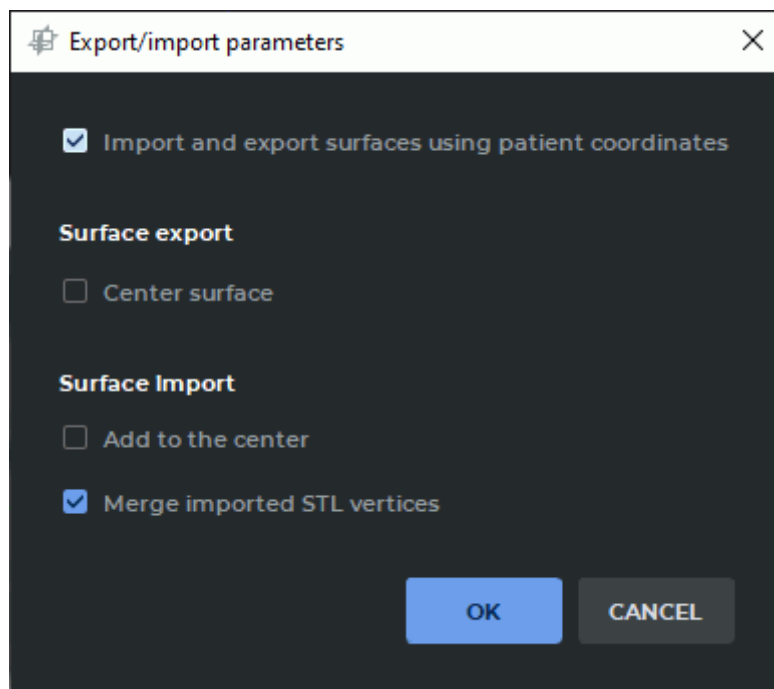 Export/import parameters
Import and export surfaces using patient coordinates
Surface export
Center surface
Surface Import
Add to the center
Merge imported STL vertices
OK CANCEL